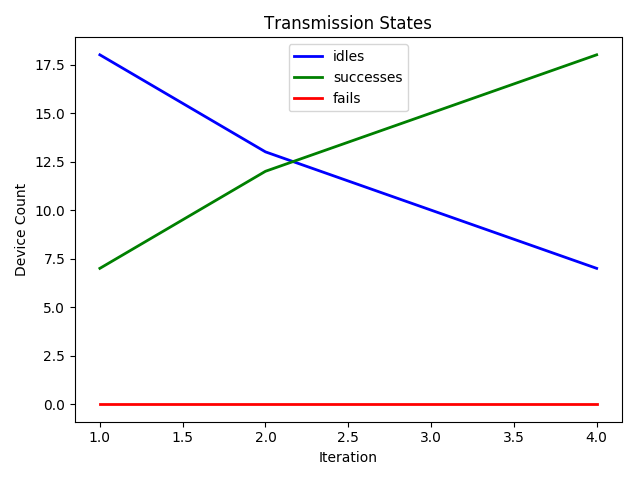 Transmission States
idles
successes
fails
17.5
15.0
12.5
10.0
7.5
5.0
2.5
0.0
Device Count
1.0 1.5 2.0 2.5 3.0 3.5 4.0
Iteration